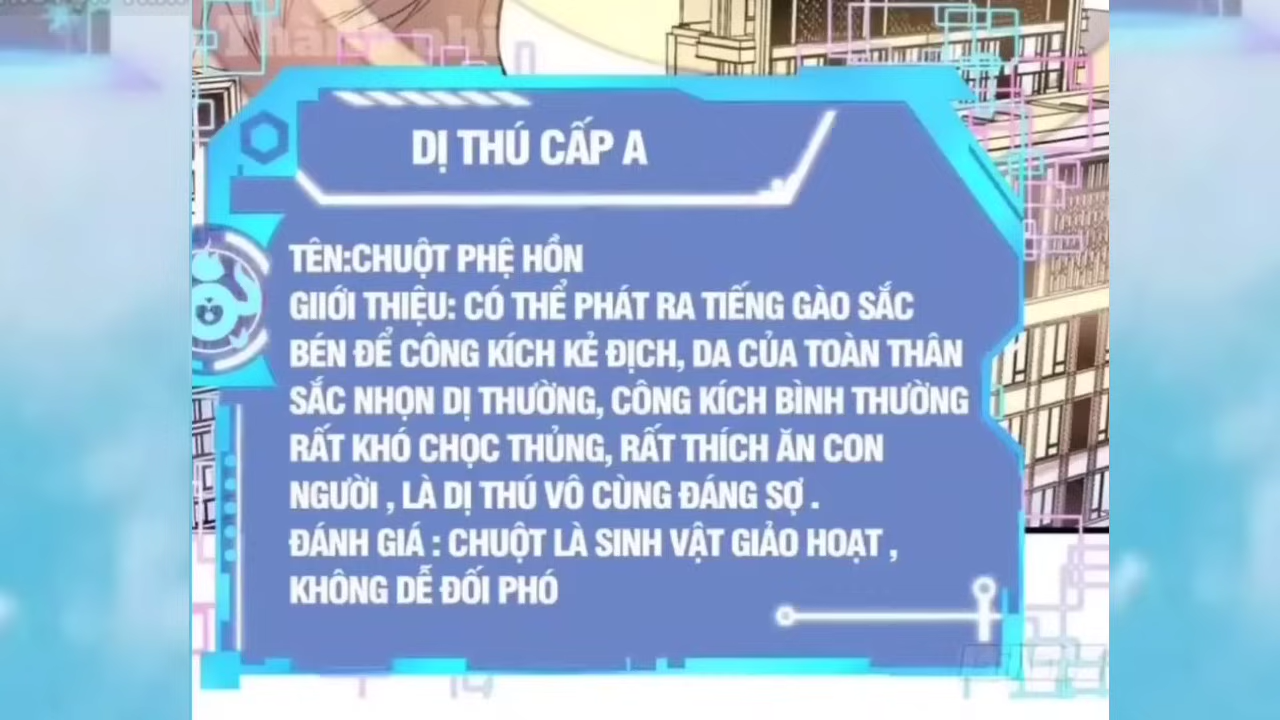 DỊ THÚ CẤP A
TÊN:CHUỘT PHỆ HỒN
GIIỚI THIỆU: CÓ THỂ PHÁT RA TIẾNG GÀO SẮC
BÉN ĐỂ CÔNG KÍCH KẺ ĐỊCH, DA CỦA TOÀN THÂN
SẮC NHỌN DỊ THƯỜNG, CÔNG KÍCH BÌNH THƯỜNG
RẤT KHÓ CHỌC THỦNG, RẤT THÍCH ĂN CON
NGƯỜI , LÀ DỊ THÚ VÔ CÙNG ĐÁNG SỢ .
ĐÁNH GIÁ : CHUỘT LÀ SINH VẬT GIẢO HOẠT ,
KHÔNG DỄ ĐỐI PHÓ